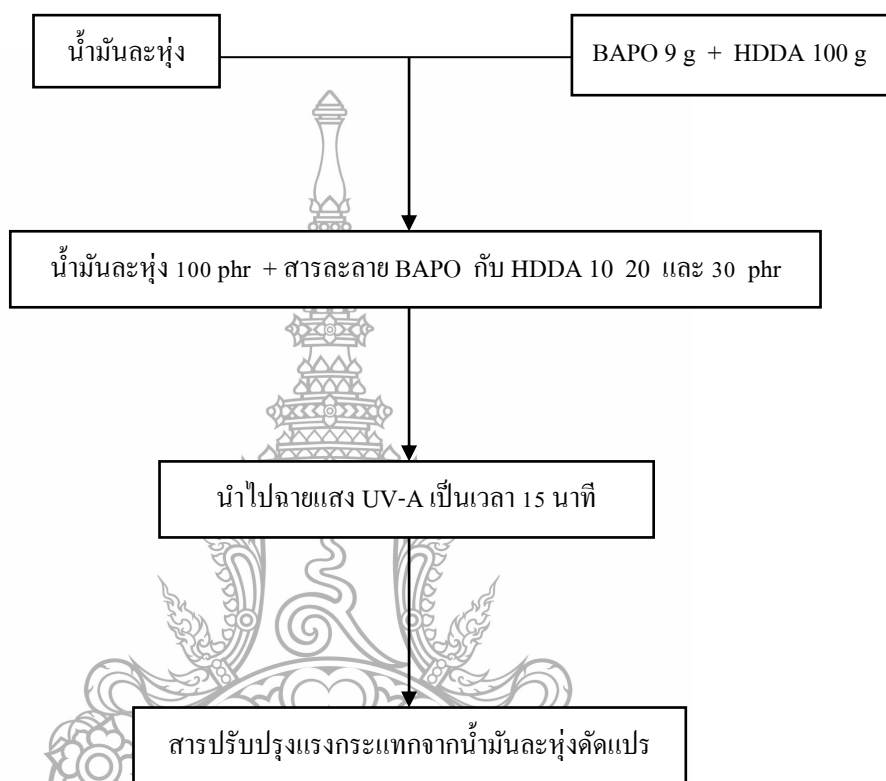 น้ำมันละหุ่ง
BAPO 9 g + HDDA 100 g
น้ำมันละหุ่ง 100 phr + สารละลาย BAPO กับ HDDA 10 20 และ 30 phr
นำไปฉายแสง UV-A เป็นเวลา 15 นาที
สารปรับปรุงแรงกระแทกจากน้ำมันละหุ่งดัดแปร